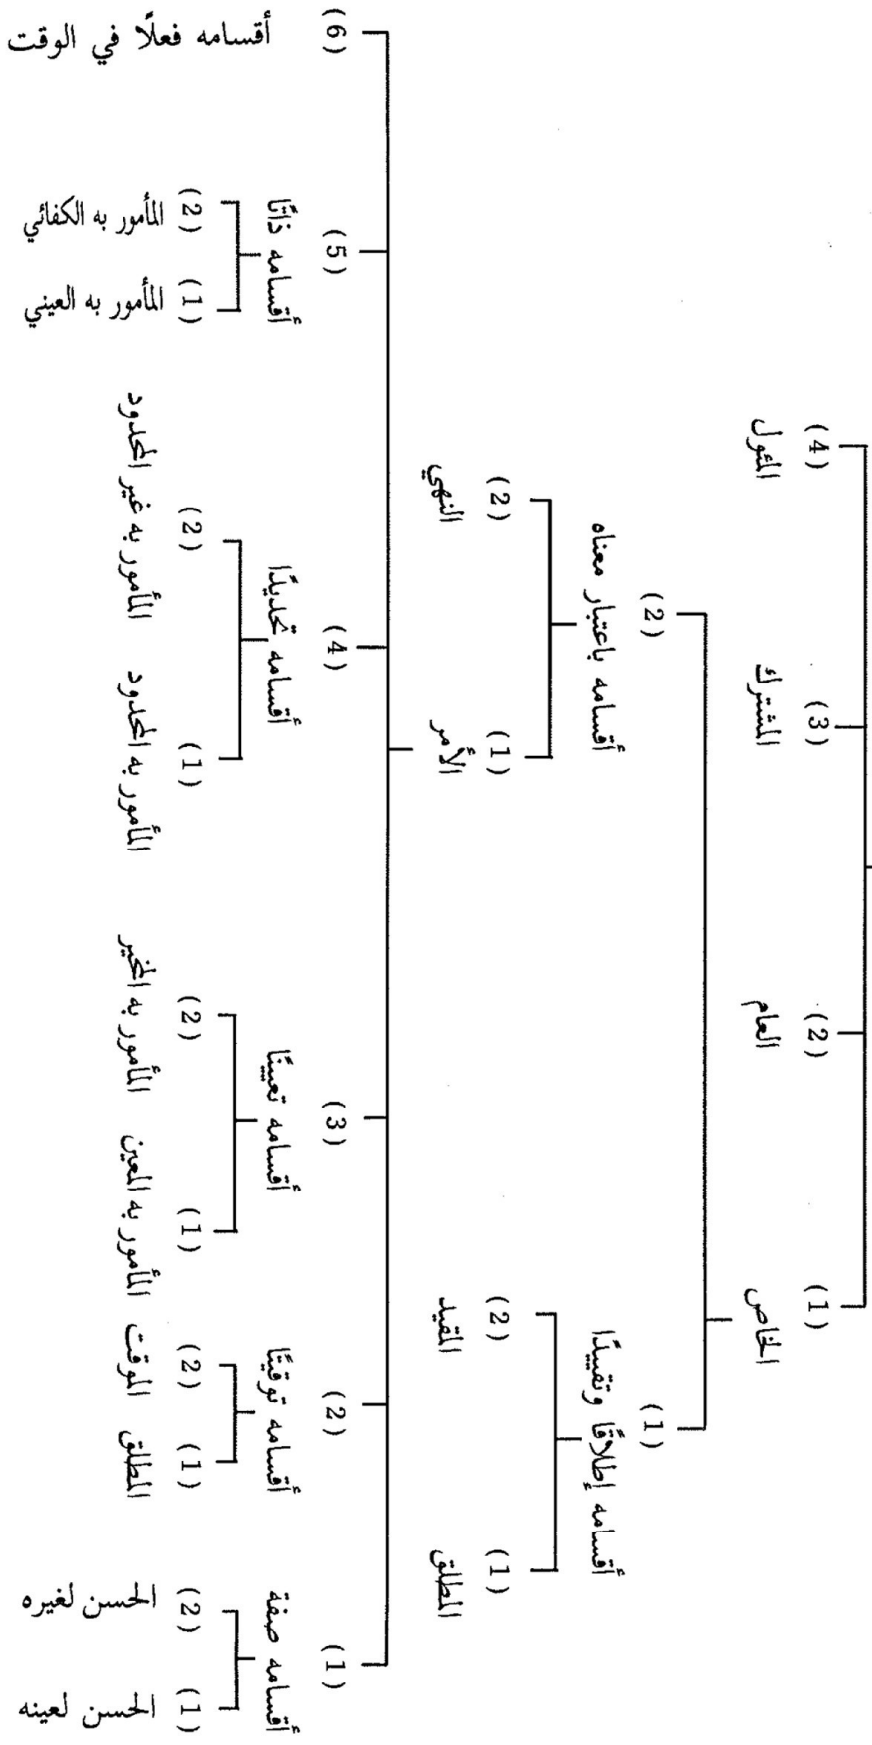 (1) (2) (3) (4)
الخاص العام المشترك المئول
(1) (2)
أقسامه إطلاقًا وتقييدًا أقسامه باعتبار معناه
(1) (2) (1) (2)
المطلق المقيد الأمر النهي
(1) (2) (3) (4) (5) (6)
أقسامه صفة أقسامه توقيتًا أقسامه تعيينًا أقسامه تحديدًا أقسامه ذاتًا أقسامه فعلًا في الوقت
(1) (2) (1) (2) (1) (2) (1) (2) (1) (2)
الحسن لعينه الحسن لغيره المطلق الموقت المأمور به المعين المأمور به المخير المأمور به المحدود المأمور به غير المحدود المأمور به العيني المأمور به الكفائي